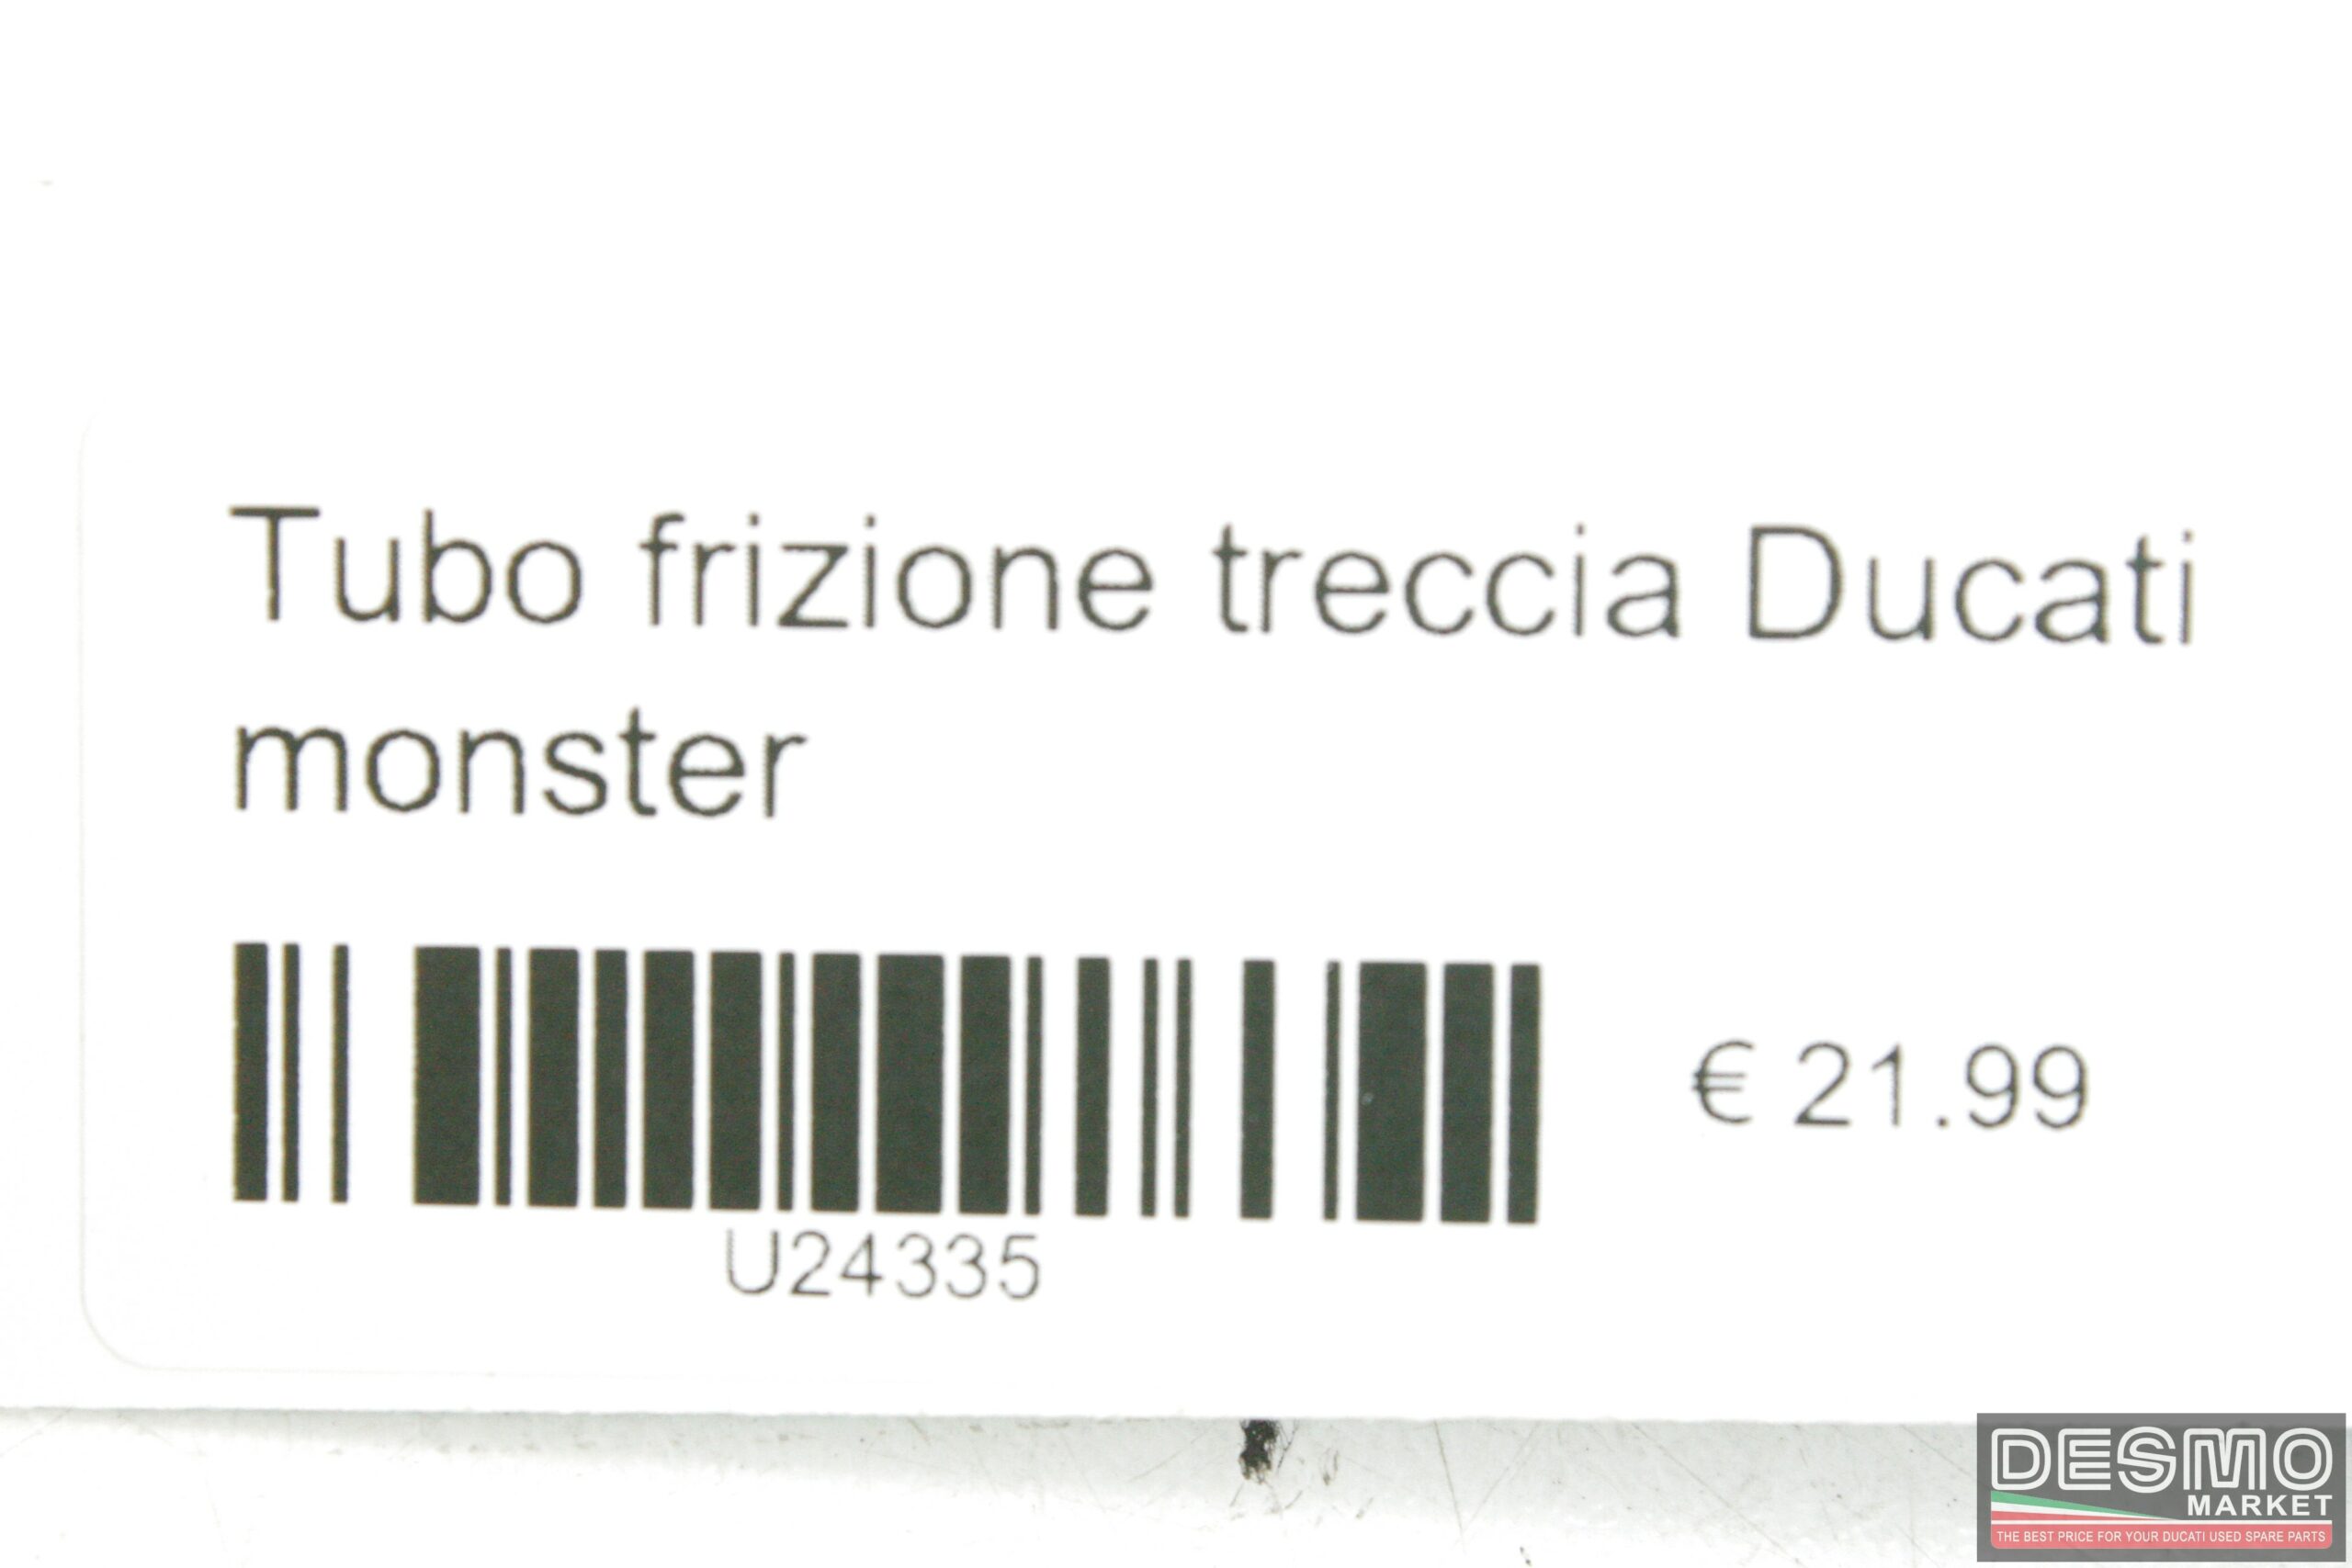 Tubo frizione treccia Ducati
monster
€ 21.99
U24335
DESMO
MARKET
THE BEST PRICE FOR YOUR DUCATI USED SPARE PARTS